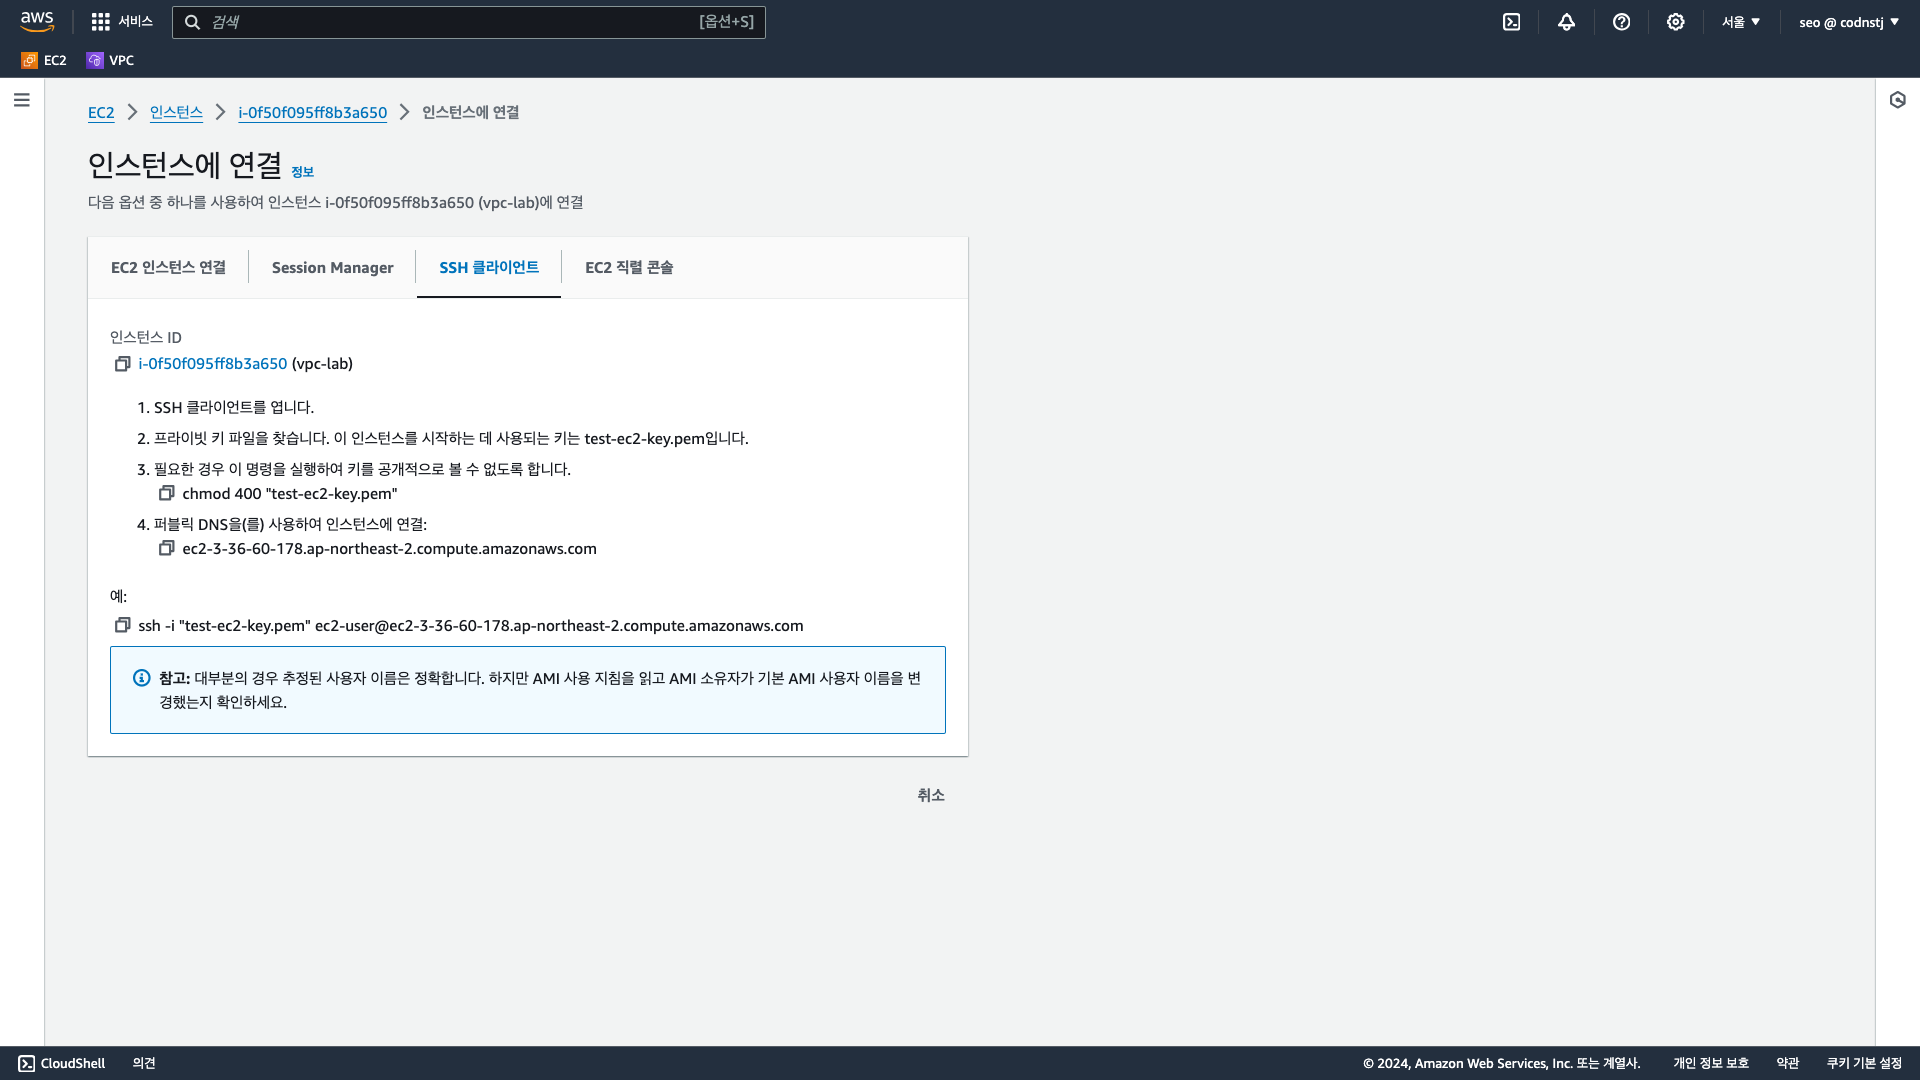 aws
서비스
검색
[옵션+S]
서울
seo @ codnstj
EC2
VPC
EC2
인스턴스
i-0f50f095ff8b3a650
인스턴스에 연결
인스턴스에 연결 정보
다음 옵션 중 하나를 사용하여 인스턴스 i-0f50f095ff8b3a650 (vpc-lab)에 연결
EC2 인스턴스 연결
Session Manager
SSH 클라이언트
EC2 직렬 콘솔
인스턴스 ID
i-0f50f095ff8b3a650 (vpc-lab)
1. SSH 클라이언트를 엽니다.
2. 프라이빗 키 파일을 찾습니다. 이 인스턴스를 시작하는 데 사용되는 키는 test-ec2-key.pem입니다.
3. 필요한 경우 이 명령을 실행하여 키를 공개적으로 볼 수 없도록 합니다.
chmod 400 "test-ec2-key.pem"
4. 퍼블릭 DNS을(를) 사용하여 인스턴스에 연결:
ec2-3-36-60-178.ap-northeast-2.compute.amazonaws.com
예:
ssh -i "test-ec2-key.pem" ec2-user@ec2-3-36-60-178.ap-northeast-2.compute.amazonaws.com
참고: 대부분의 경우 추정된 사용자 이름은 정확합니다. 하지만 AMI 사용 지침을 읽고 AMI 소유자가 기본 AMI 사용자 이름을 변
경했는지 확인하세요.
취소
CloudShell
의견
© 2024, Amazon Web Services, Inc. 또는 계열사.
개인 정보 보호
약관
쿠키 기본 설정